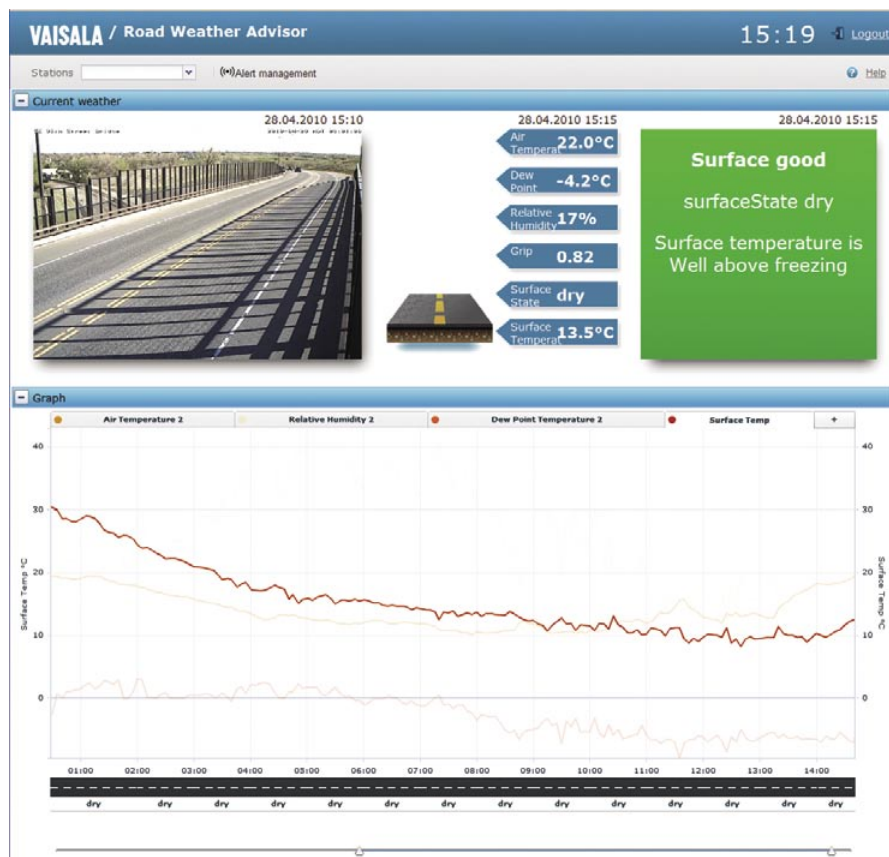 VAISALA / Road Weather Advisor
15:19
Logout
Stations
((•))Alert management
Help
Current weather
28.04.2010 15:10
28.04.2010 15:15
28.04.2010 15:15
Air Temperat 22.0°C
Dew Point -4.2°C
Relative Humidity 17%
Grip 0.82
Surface State dry
Surface Temperat 13.5°C
Surface good
surfaceState dry
Surface temperature is
Well above freezing
Graph
Air Temperature 2
Relative Humidity 2
Dew Point Temperature 2
Surface Temp
+
40
30
20
10
0
Surface Temp °C
40
30
20
10
0
Surface Temp °C
01:00 02:00 03:00 04:00 05:00 06:00 07:00 08:00 09:00 10:00 11:00 12:00 13:00 14:00
dry dry dry dry dry dry dry dry dry dry dry dry dry dry